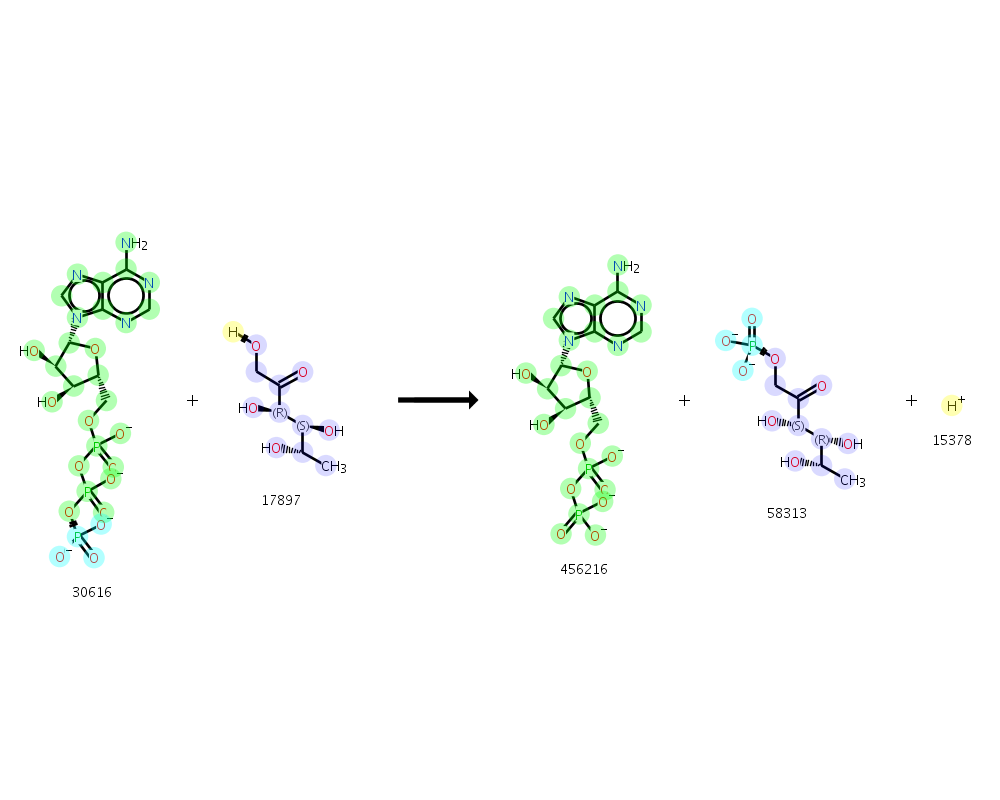 NH2
N N
N N
HO O
HO
O
O P O−
O O−
P
O O O−
O− P O
30616
+
H
O
O
HO (R) (S) OH
HO
CH3
17897
NH2
N N
N N
HO O
HO
O
O P O−
O O−
P
O O−
456216
+
O
O− P O
O−
O
HO (S) (R) OH
HO
CH3
58313
+
H+
15378